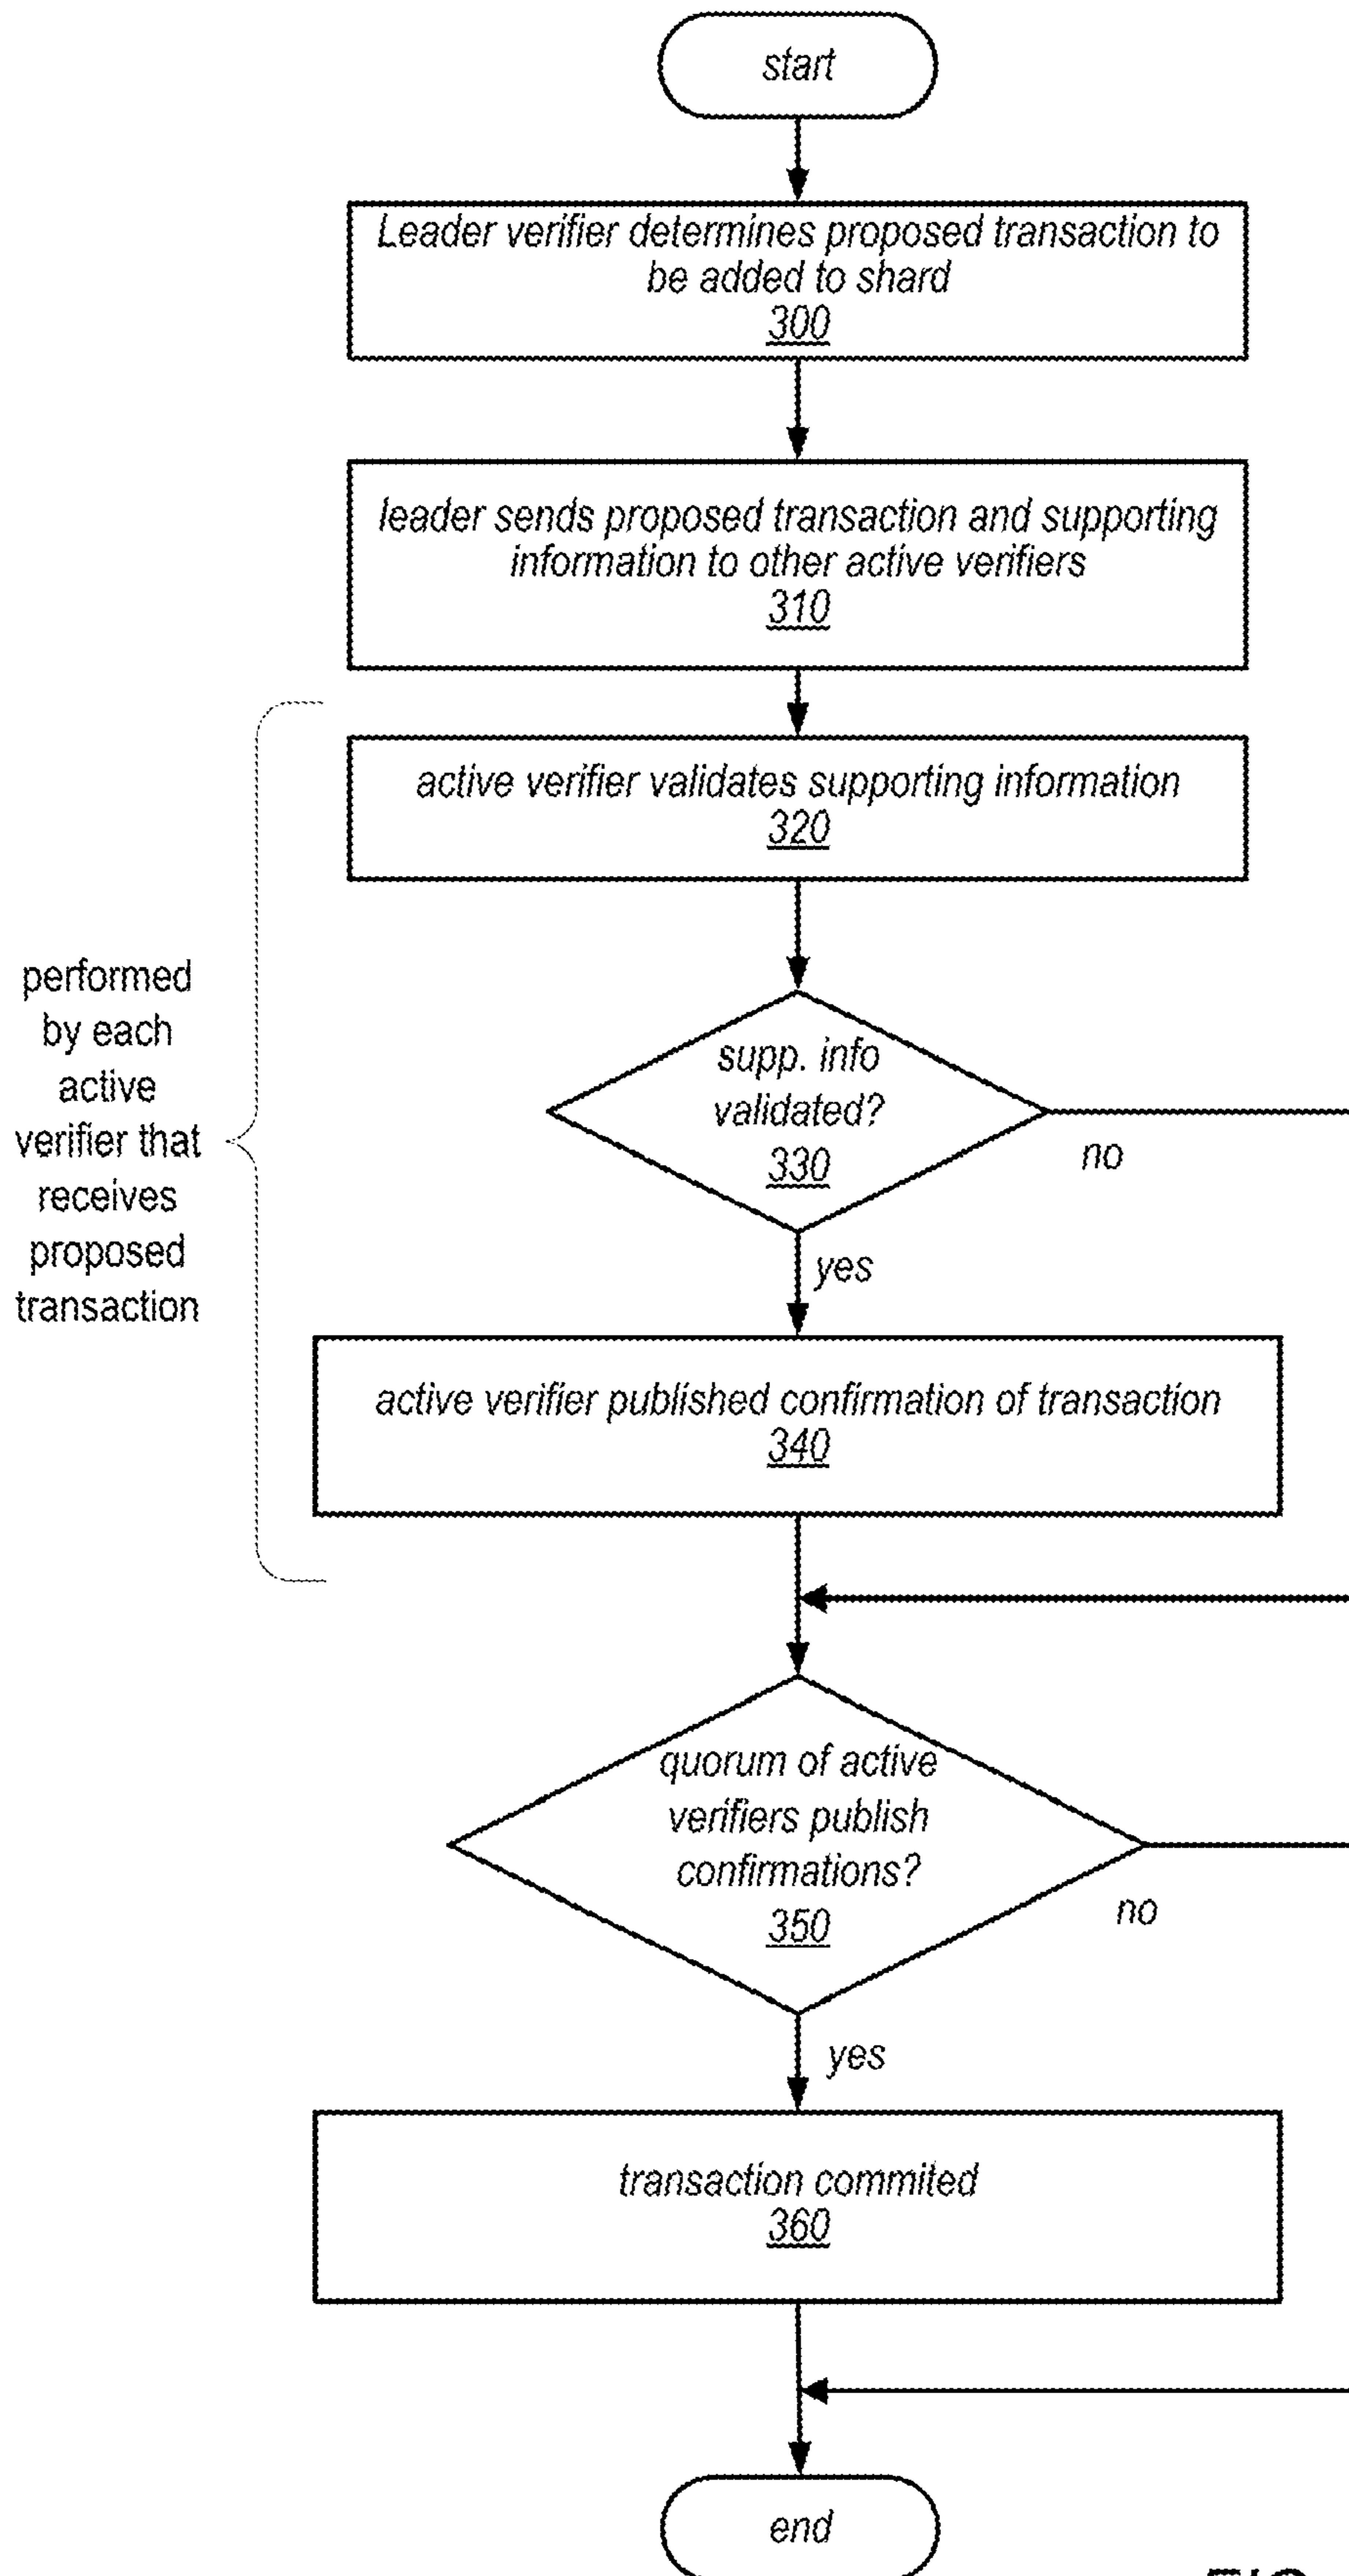 start
Leader verifier determines proposed transaction to
be added to shard
300
leader sends proposed transaction and supporting
information to other active verifiers
310
active verifier validates supporting information
320
performed
by each
active
verifier that
receives
proposed
transaction
supp. info
validated?
330
no
yes
active verifier published confirmation of transaction
340
quorum of active
verifiers publish
confirmations?
350
no
yes
transaction commited
360
end